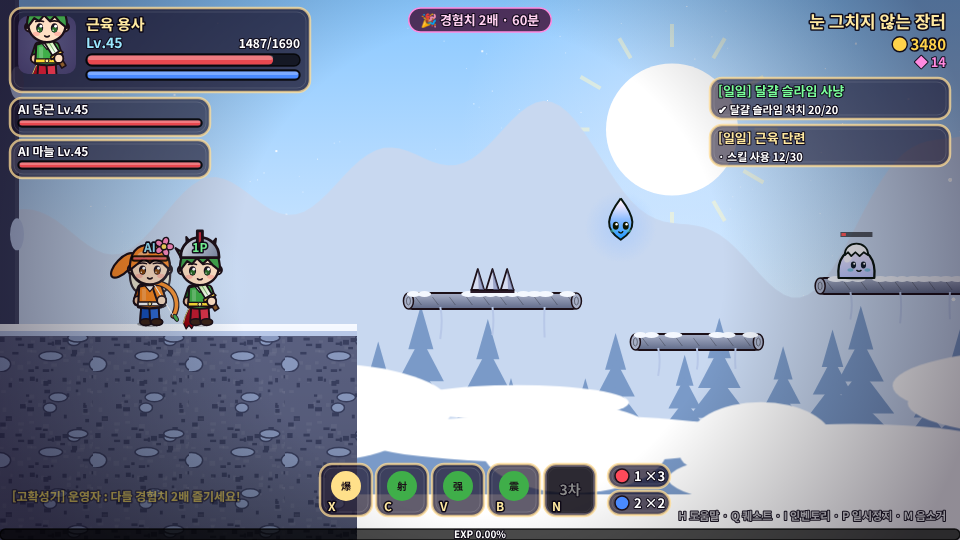 근육 용사
Lv.45
1487/1690
AI 당근 Lv.45
AI 마늘 Lv.45
🎉 경험치 2배 · 60분
눈 그치지 않는 장터
3480
14
[일일] 달걀 슬라임 사냥
✔ 달걀 슬라임 처치 20/20
[일일] 근육 단련
· 스킬 사용 12/30
AI
1P
[고확성기] 운영자 : 다들 경험치 2배 즐기세요!
爆 X
射 C
强 V
震 B
3차 N
1 ×3
2 ×2
H 도움말 · Q 퀘스트 · I 인벤토리 · P 일시정지 · M 음소거
EXP 0.00%